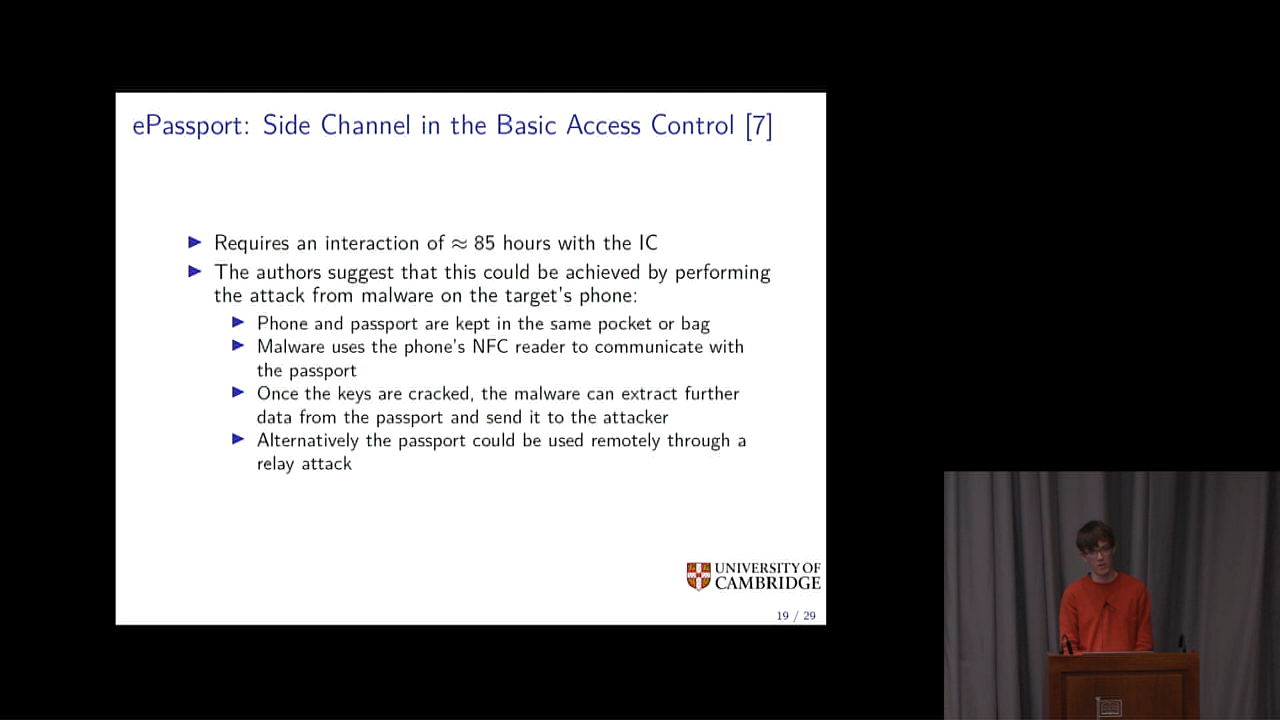 ePassport: Side Channel in the Basic Access Control [7]
Requires an interaction of ≈ 85 hours with the IC
The authors suggest that this could be achieved by performing
the attack from malware on the target's phone:
Phone and passport are kept in the same pocket or bag
Malware uses the phone's NFC reader to communicate with
the passport
Once the keys are cracked, the malware can extract further
data from the passport and send it to the attacker
Alternatively the passport could be used remotely through a
relay attack
UNIVERSITY OF
CAMBRIDGE
19 / 29